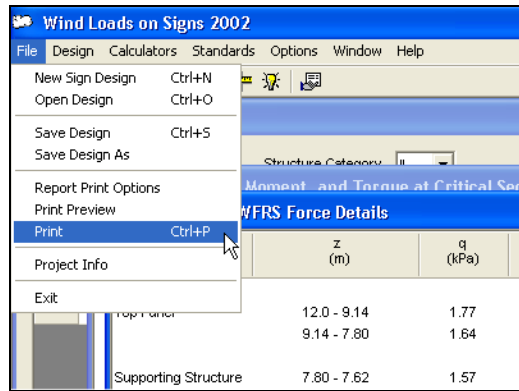 Wind Loads on Signs 2002
File Design Calculators Standards Options Window Help
New Sign Design Ctrl+N
Open Design Ctrl+O
Save Design Ctrl+S
Save Design As
Report Print Options
Print Preview
Print Ctrl+P
Project Info
Exit
Structure Category II
Moment, and Torque at Critical Sec
WFRS Force Details
z q
(m) (kPa)
Top Panel 12.0 - 9.14 1.77
9.14 - 7.80 1.64
Supporting Structure 7.80 - 7.62 1.57